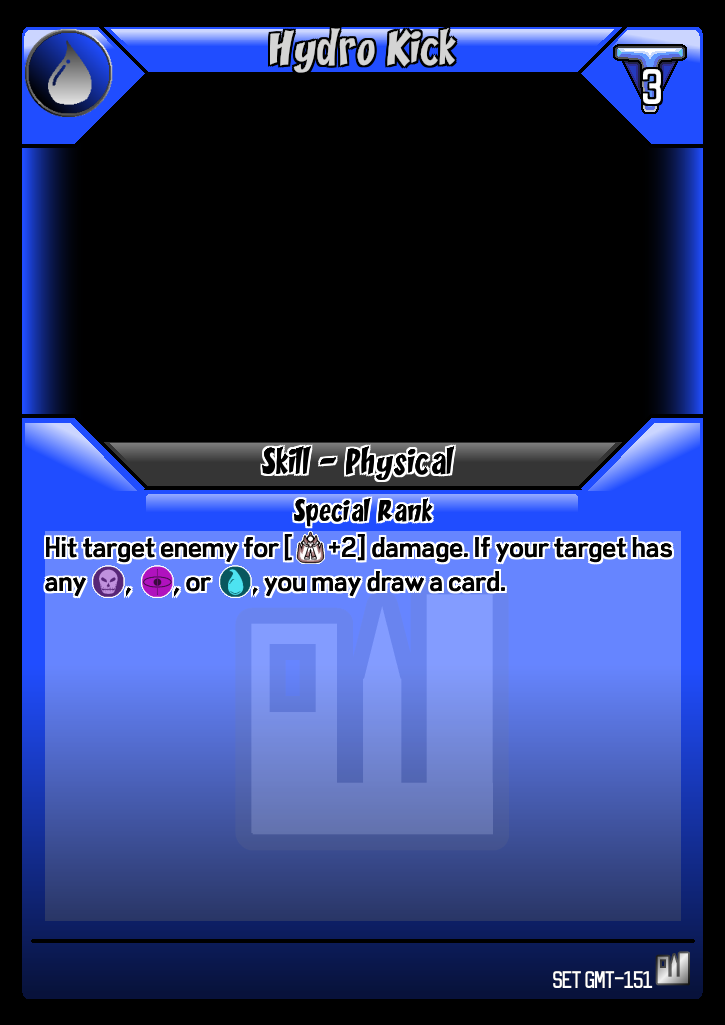 Hydro Kick
3
Skill - Physical
Special Rank
Hit target enemy for [ +2] damage. If your target has
any , , or , you may draw a card.
SET GMT-151